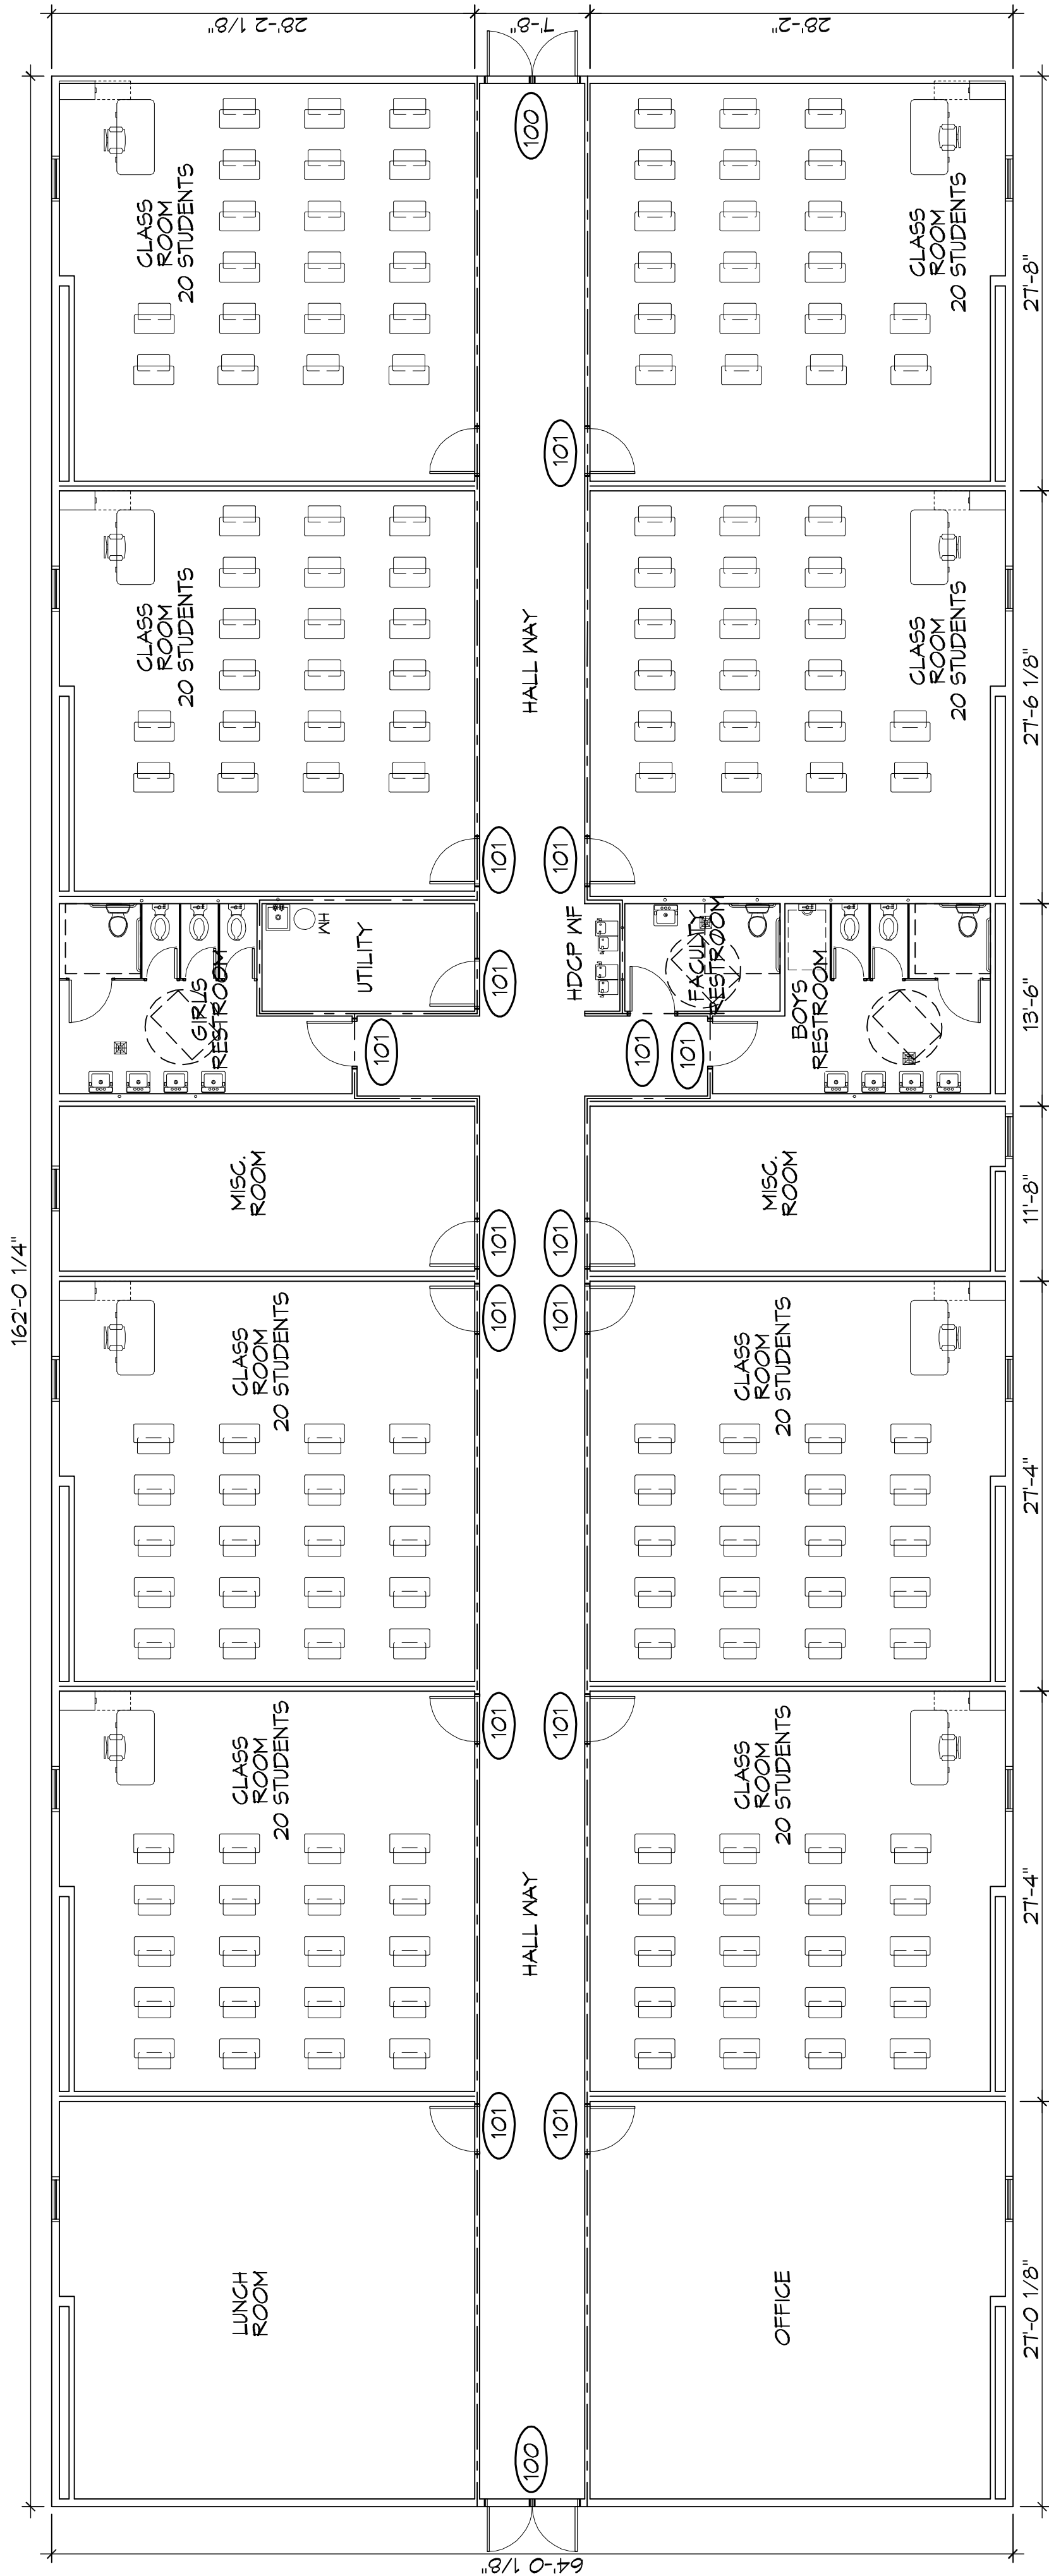 162'-0 1/4"
28'-2 1/8"
7'-8"
28'-2"
64'-0 1/8"
LUNCH
ROOM
CLASS
ROOM
20 STUDENTS
CLASS
ROOM
20 STUDENTS
MISC.
ROOM
GIRLS
RESTROOM
UTILITY
WH
CLASS
ROOM
20 STUDENTS
CLASS
ROOM
20 STUDENTS
101
101
101
101
101
101
101
100
HALL WAY
HALL WAY
100
101
101
101
101
101
101
101
101
HDCP WF
FACULTY
RESTROOM
BOYS
RESTROOM
OFFICE
CLASS
ROOM
20 STUDENTS
CLASS
ROOM
20 STUDENTS
MISC.
ROOM
CLASS
ROOM
20 STUDENTS
CLASS
ROOM
20 STUDENTS
27'-0 1/8"
27'-4"
27'-4"
11'-8"
13'-6"
27'-6 1/8"
27'-8"